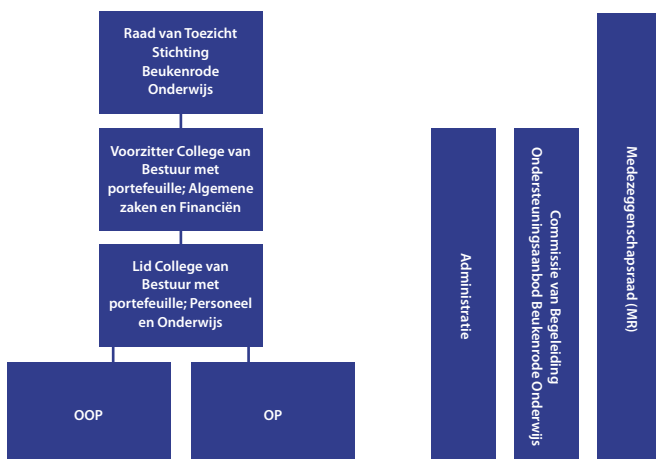 Raad van Toezicht
Stichting
Beukenrode
Onderwijs
Voorzitter College van
Bestuur met
portefeuille; Algemene
zaken en Financiën
Lid College van
Bestuur met
portefeuille; Personeel
en Onderwijs
OOP
OP
Administratie
Commissie van Begeleiding
Ondersteuningsaanbod Beukenrode Onderwijs
Medezeggenschapsraad (MR)